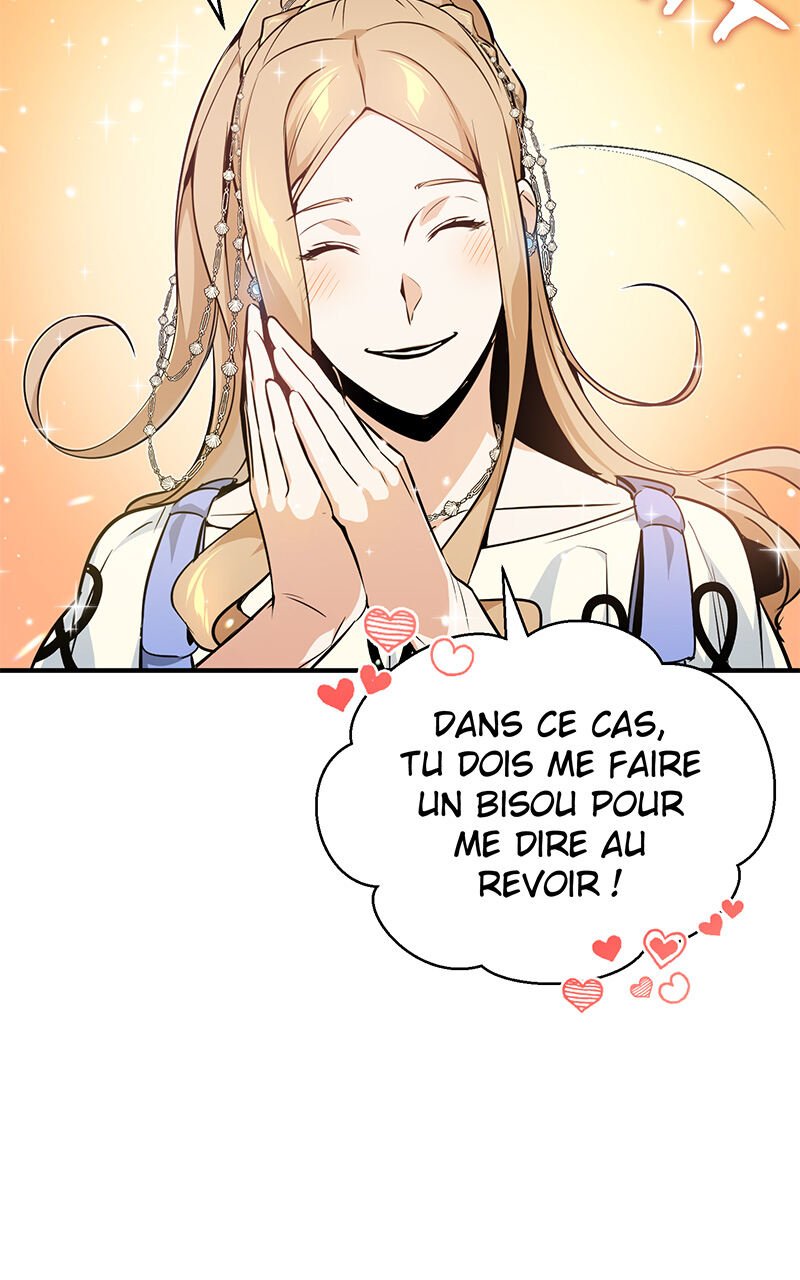 DANS CE CAS,
TU DOIS ME FAIRE
UN BISOU POUR
ME DIRE AU
REVOIR !